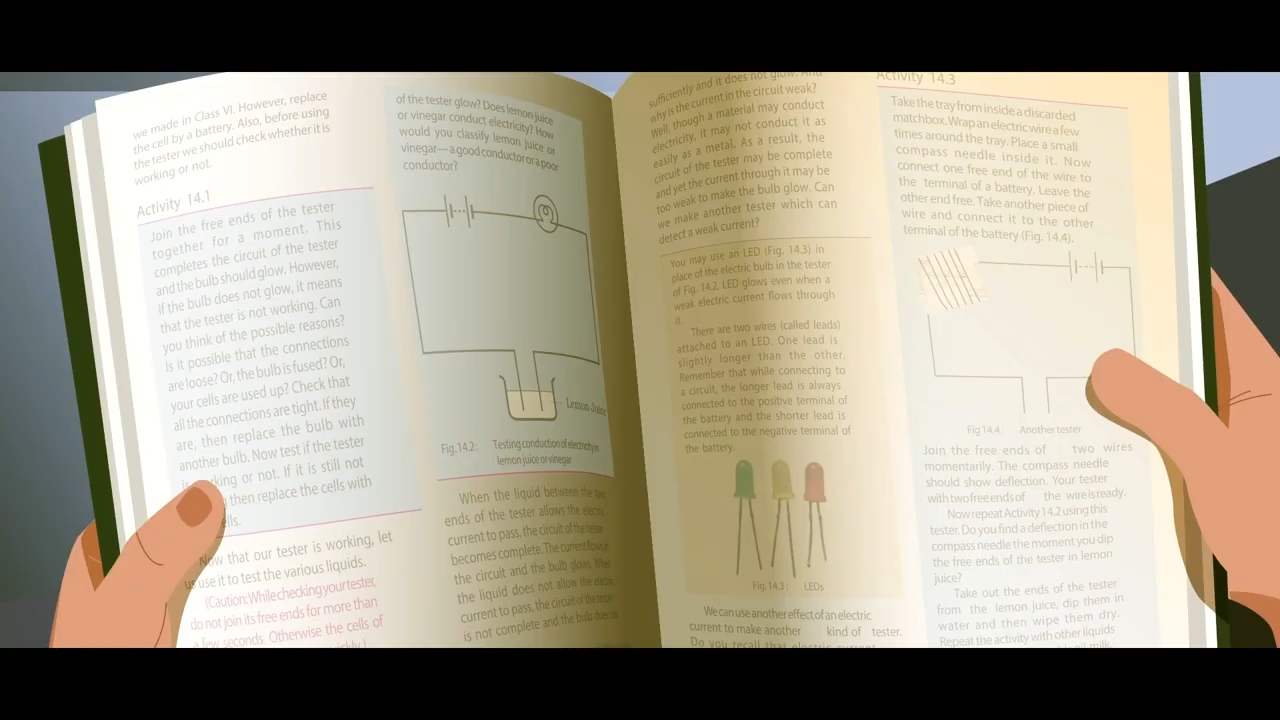 we made in Class VI. However, replace
the cell by a battery. Also, before using
the tester we should check whether it is
working or not.
Activity 14.1
Join the free ends of the tester
together for a moment. This
completes the circuit of the tester
and the bulb should glow. However,
if the bulb does not glow, it means
that the tester is not working. Can
you think of the possible reasons?
Is it possible that the connections
are loose? Or, the bulb is fused? Or,
your cells are used up? Check that
all the connections are tight. If they
are, then replace the bulb with
another bulb. Now test if the tester
is working or not. If it is still not
then replace the cells with
Now that our tester is working, let
us use it to test the various liquids.
(Caution: While checking your tester,
do not join its free ends for more than
a few seconds. Otherwise the cells of
of the tester glow? Does lemon juice
or vinegar conduct electricity? How
would you classify lemon juice or
vinegar— a good conductor or a poor
conductor?
Lemon Juice
Fig. 14.2 : Testing conduction of electricity in
lemon juice or vinegar
When the liquid between the two
ends of the tester allows the electric
current to pass, the circuit of the tester
becomes complete. The current flows in
the circuit and the bulb glows. When
the liquid does not allow the electric
current to pass, the circuit of the tester
is not complete and the bulb does not
sufficiently and it does not glow. And
why is the current in the circuit weak?
Well, though a material may conduct
electricity, it may not conduct it as
easily as a metal. As a result, the
circuit of the tester may be complete
and yet the current through it may be
too weak to make the bulb glow. Can
we make another tester which can
detect a weak current?
You may use an LED (Fig. 14.3) in
place of the electric bulb in the tester
of Fig. 14.2. LED glows even when a
weak electric current flows through
it.
There are two wires (called leads)
attached to an LED. One lead is
slightly longer than the other.
Remember that while connecting to
a circuit, the longer lead is always
connected to the positive terminal of
the battery and the shorter lead is
connected to the negative terminal of
the battery.
Fig. 14.3 : LEDs
We can use another effect of an electric
current to make another kind of tester.
Do you recall that electric current
Activity 14.3
Take the tray from inside a discarded
matchbox. Wrap an electric wire a few
times around the tray. Place a small
compass needle inside it. Now
connect one free end of the wire to
the terminal of a battery. Leave the
other end free. Take another piece of
wire and connect it to the other
terminal of the battery (Fig. 14.4).
Fig 14.4 : Another tester
Join the free ends of two wires
momentarily. The compass needle
should show deflection. Your tester
with two free ends of the wire is ready.
Now repeat Activity 14.2 using this
tester. Do you find a deflection in the
compass needle the moment you dip
the free ends of the tester in lemon
juice?
Take out the ends of the tester
from the lemon juice, dip them in
water and then wipe them dry.
Repeat the activity with other liquids